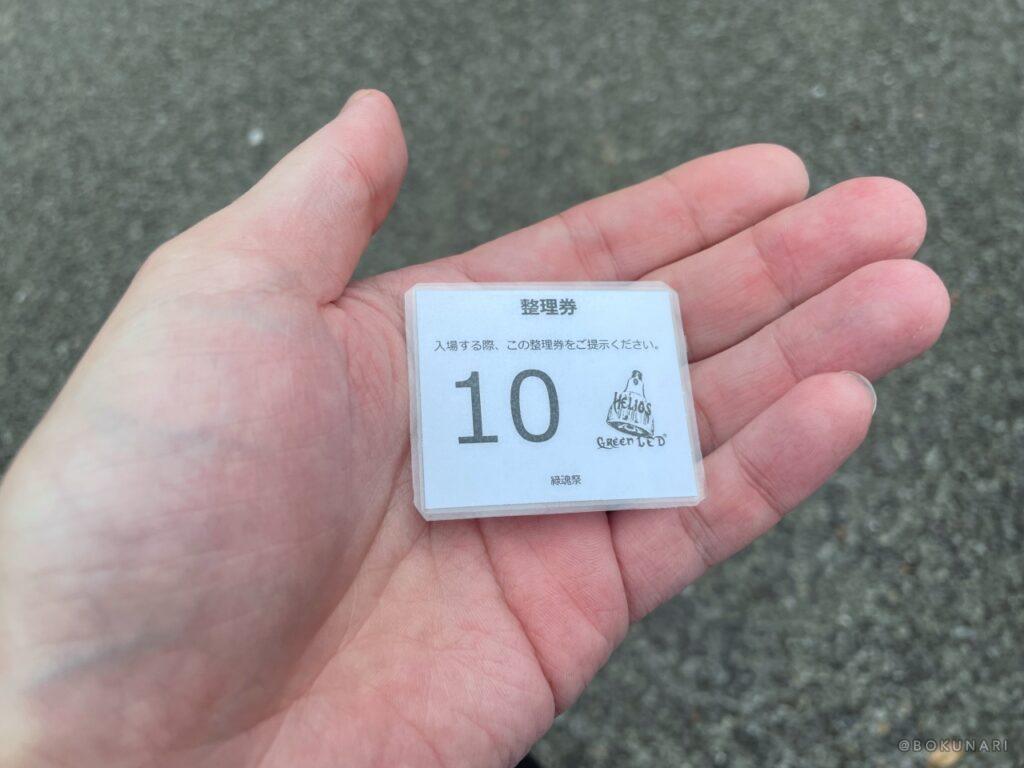 整理券
入場する際、この整理券をご提示ください。
10
HELIOS
GREEN LED
緑魂祭
@BOKUNARI